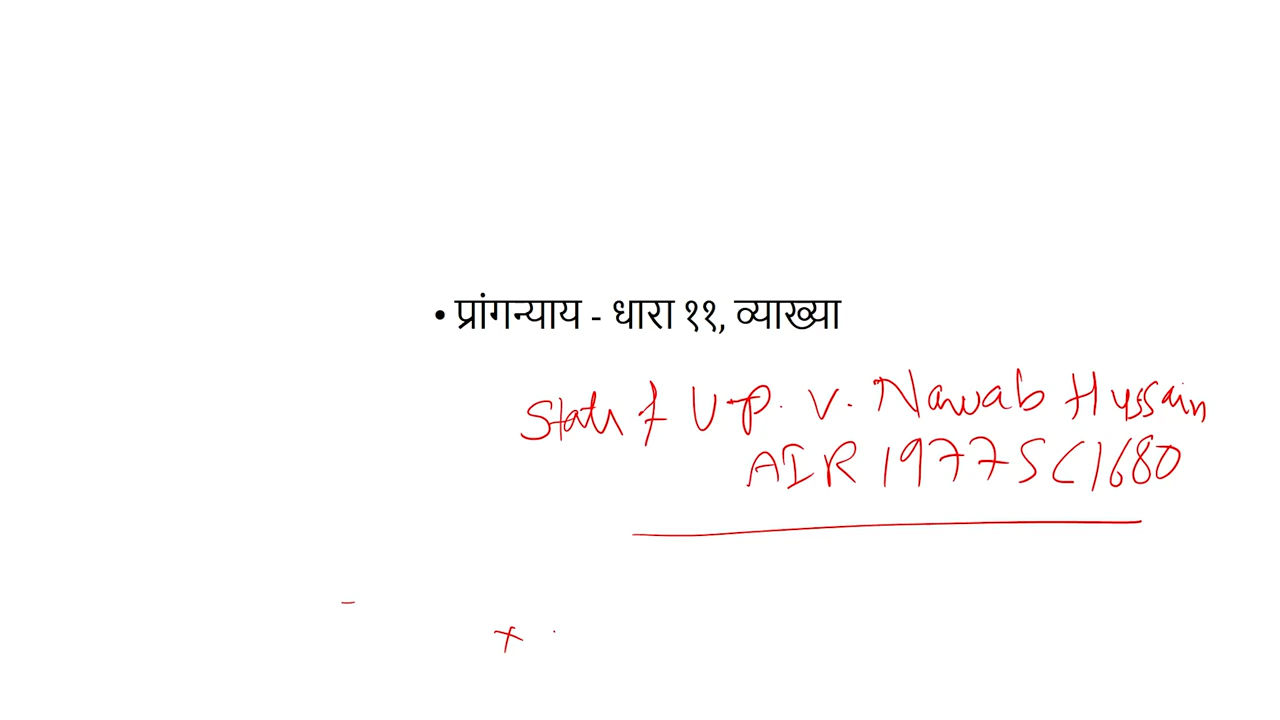 • प्रांगन्याय - धारा ११, व्याख्या
State of U.P. v. Nawab Hussain
AIR 1977 SC 1680